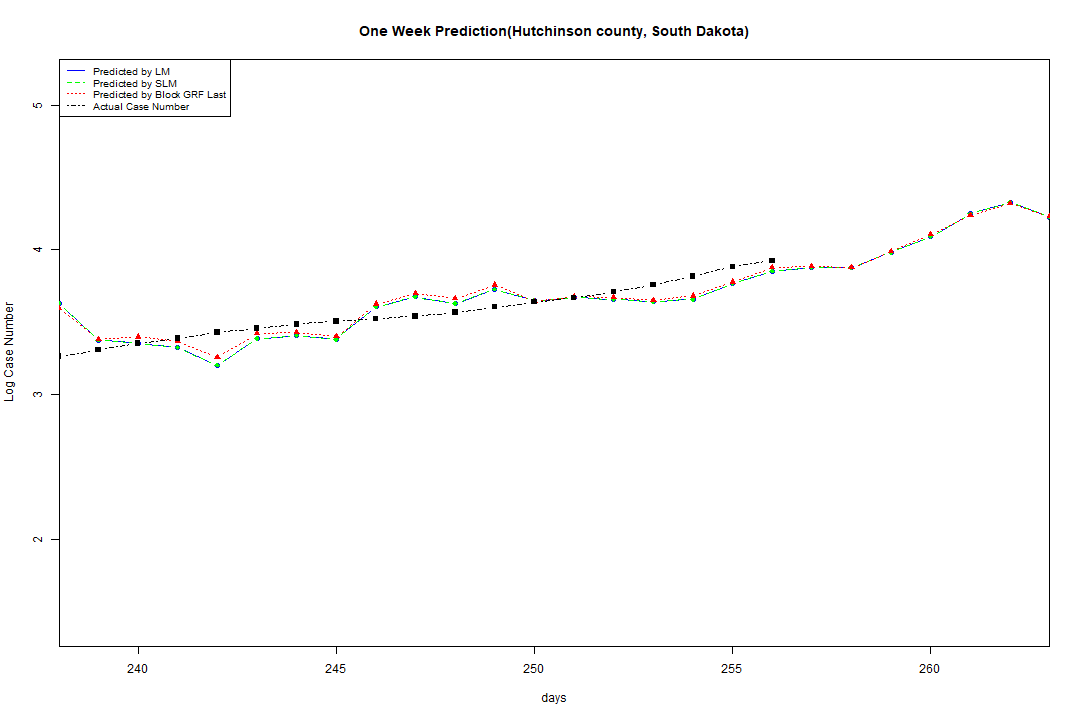 One Week Prediction(Hutchinson county, South Dakota)
Predicted by LM
Predicted by SLM
Predicted by Block GRF Last
Actual Case Number
5
4
3
2
Log Case Number
240 245 250 255 260
days